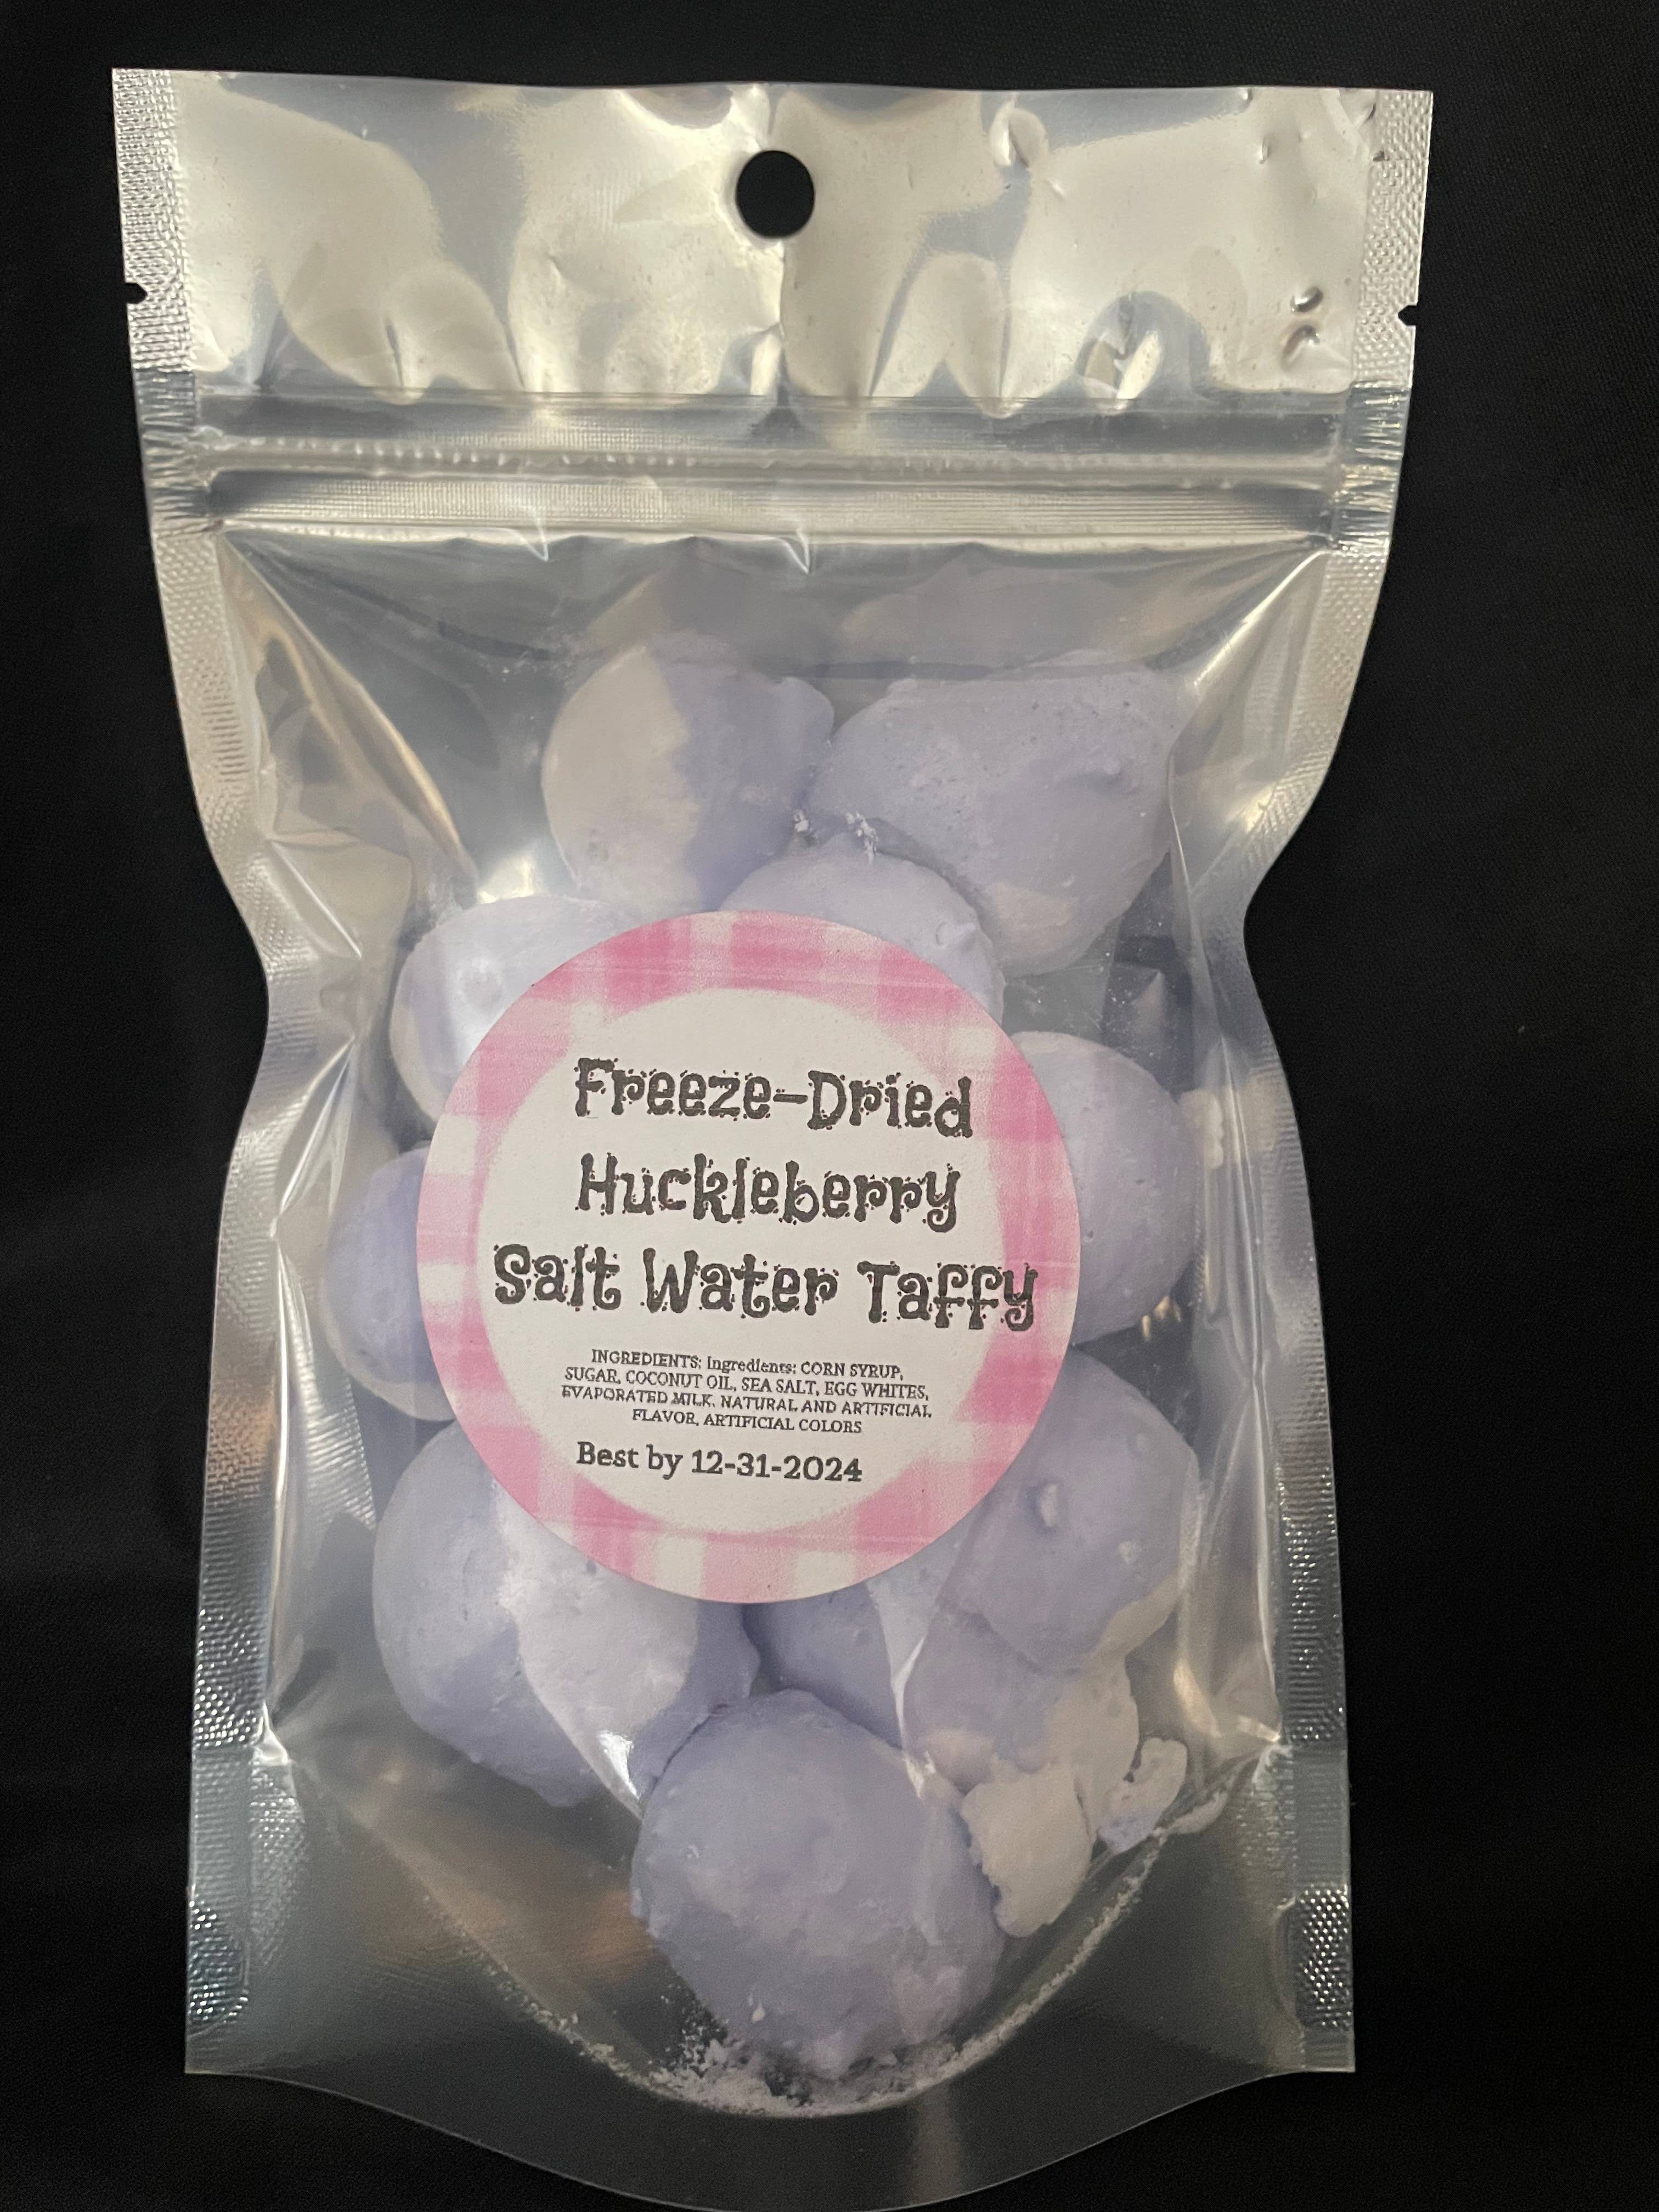 Freeze-Dried
Huckleberry
Salt Water Taffy
INGREDIENTS: Ingredients: CORN SYRUP,
SUGAR, COCONUT OIL, SEA SALT, EGG WHITES,
EVAPORATED MILK, NATURAL AND ARTIFICIAL
FLAVOR, ARTIFICIAL COLORS
Best by 12-31-2024